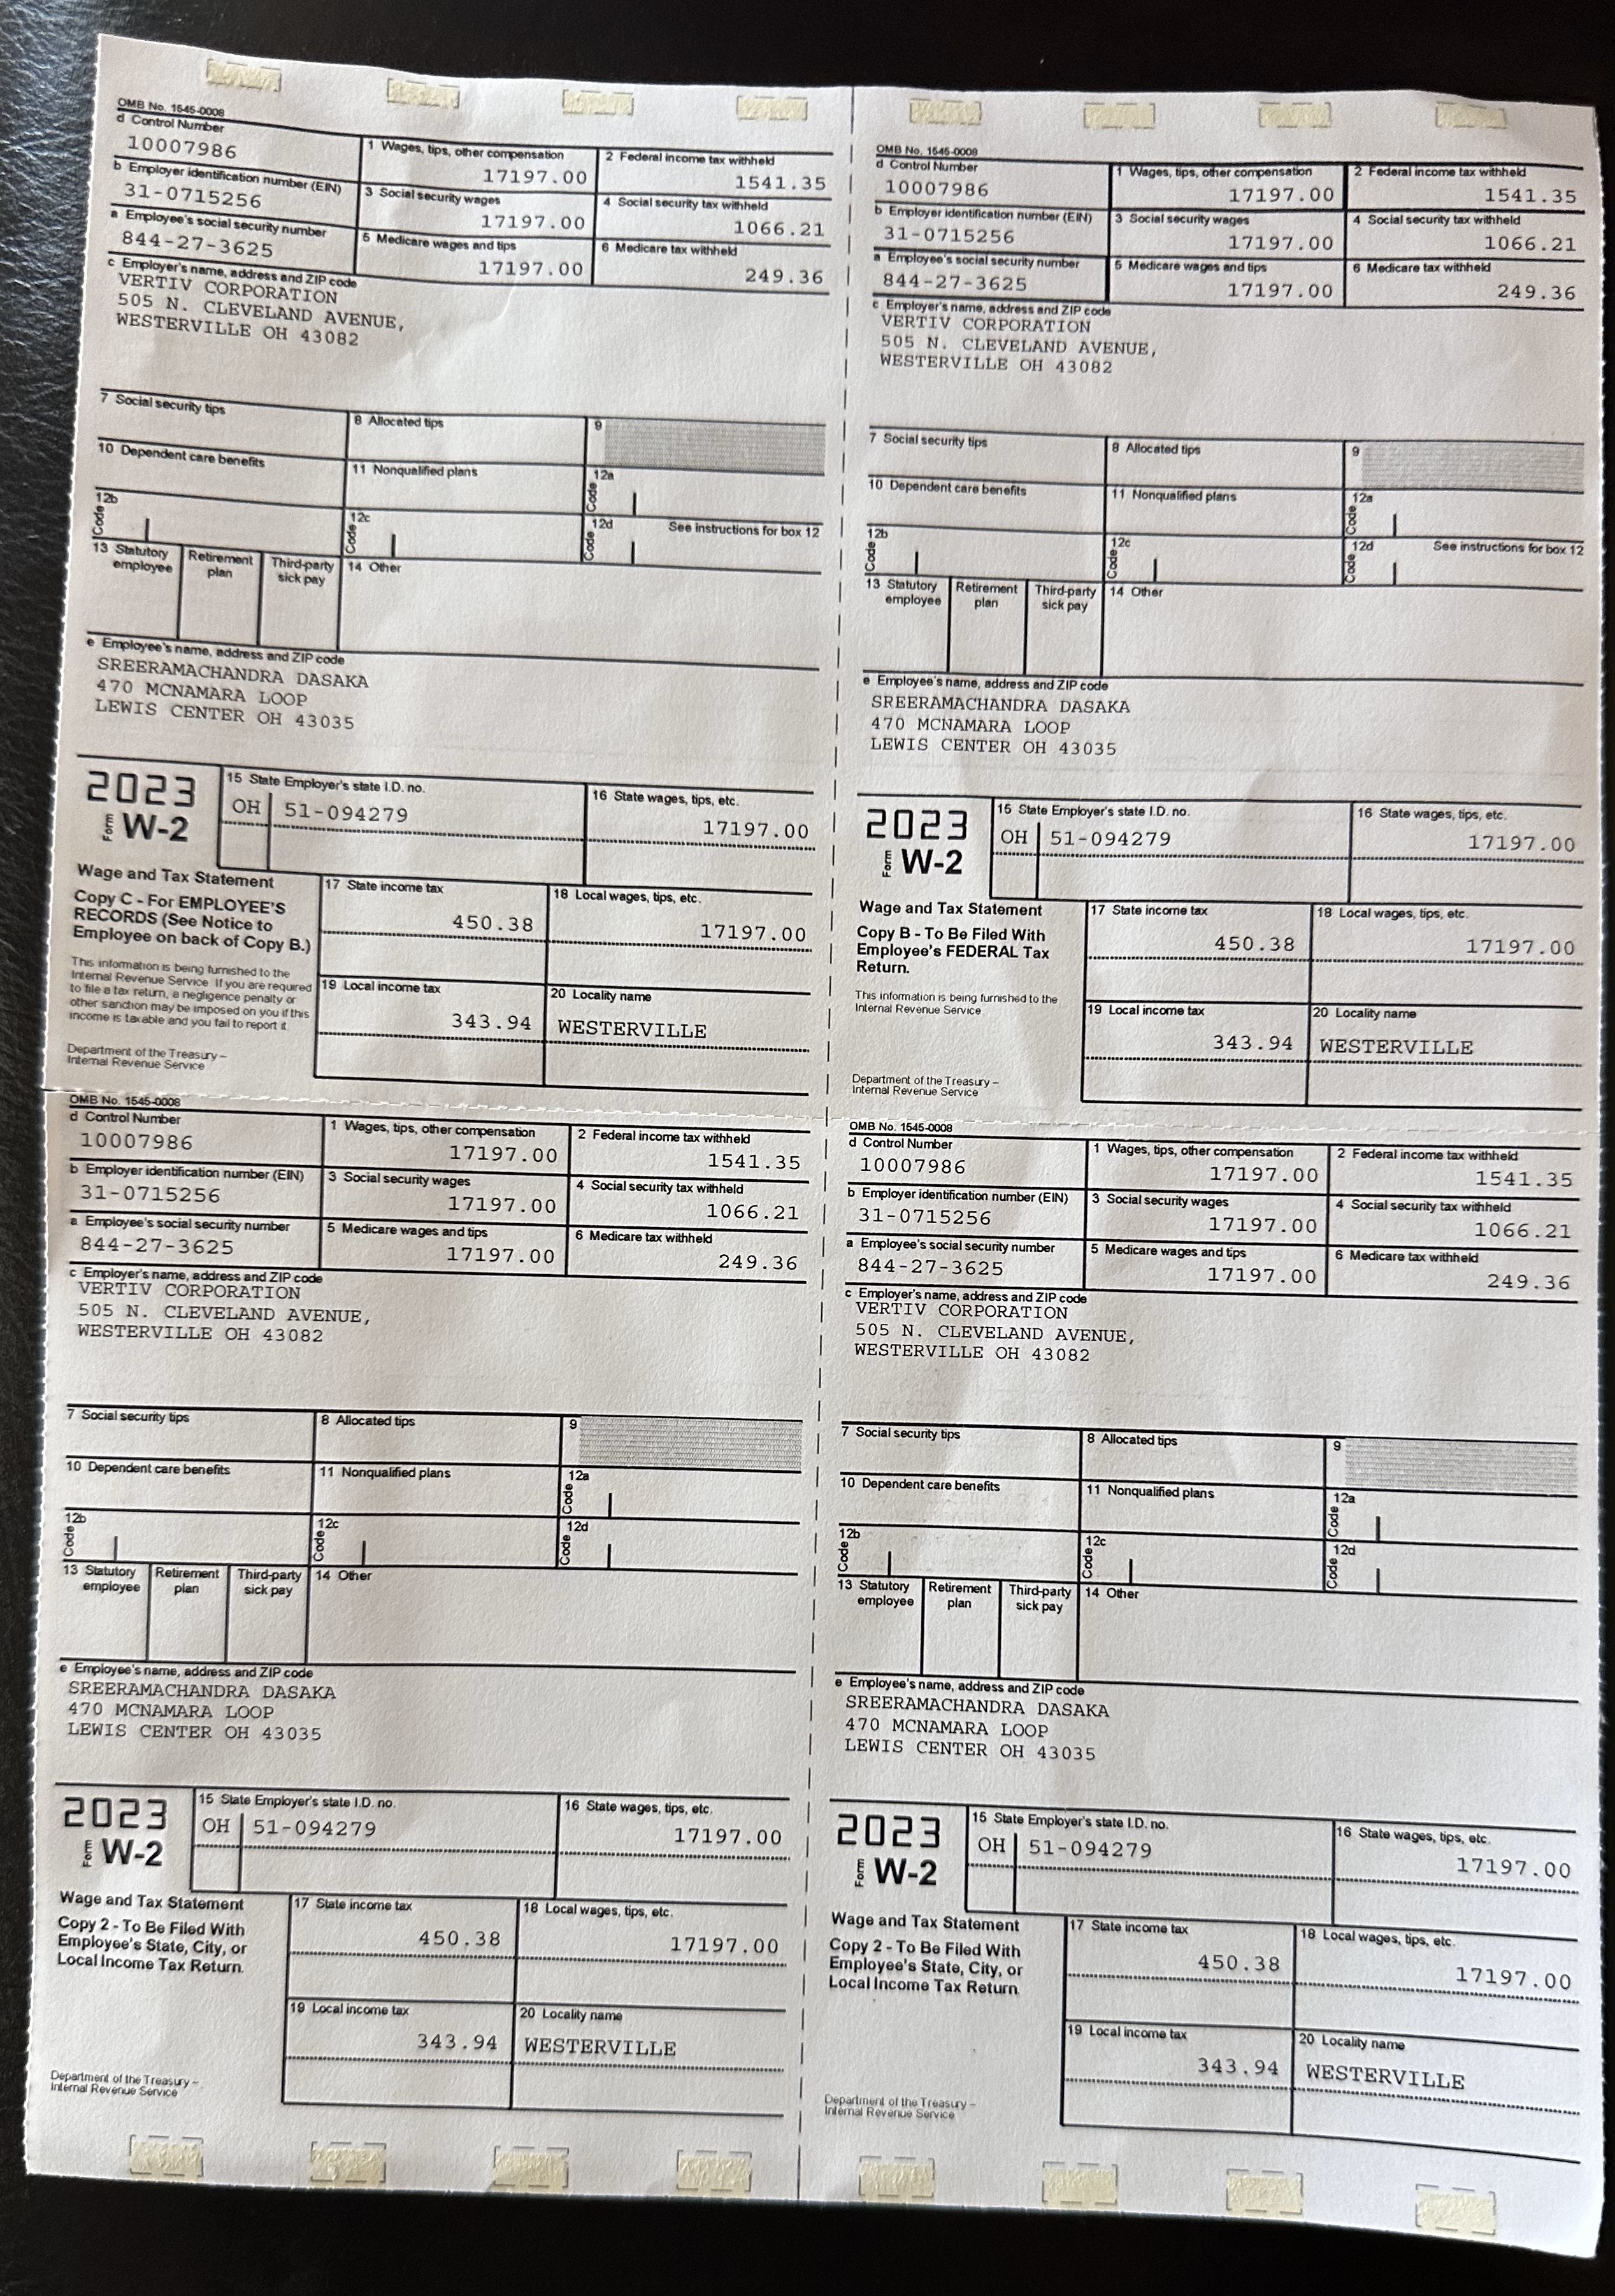 OMB No. 1545-0008
d Control Number
10007986
1 Wages, tips, other compensation
17197.00
2 Federal income tax withheld
1541.35
b Employer identification number (EIN)
31-0715256
3 Social security wages
17197.00
4 Social security tax withheld
1066.21
a Employee's social security number
844-27-3625
5 Medicare wages and tips
17197.00
6 Medicare tax withheld
249.36
c Employer's name, address and ZIP code
VERTIV CORPORATION
505 N. CLEVELAND AVENUE,
WESTERVILLE OH 43082
7 Social security tips
8 Allocated tips
9
10 Dependent care benefits
11 Nonqualified plans
12a
Code
12b
Code
12c
Code
12d
Code
See instructions for box 12
13 Statutory employee
Retirement plan
Third-party sick pay
14 Other
e Employee's name, address and ZIP code
SREERAMACHANDRA DASAKA
470 MCNAMARA LOOP
LEWIS CENTER OH 43035
2023
Form W-2
15 State Employer's state I.D. no.
OH 51-094279
16 State wages, tips, etc.
17197.00
Wage and Tax Statement
Copy C - For EMPLOYEE'S
RECORDS (See Notice to
Employee on back of Copy B.)
This information is being furnished to the
Internal Revenue Service. If you are required
to file a tax return, a negligence penalty or
other sanction may be imposed on you if this
income is taxable and you fail to report it.
Department of the Treasury –
Internal Revenue Service
17 State income tax
450.38
18 Local wages, tips, etc.
17197.00
19 Local income tax
343.94
20 Locality name
WESTERVILLE
OMB No. 1545-0008
d Control Number
10007986
1 Wages, tips, other compensation
17197.00
2 Federal income tax withheld
1541.35
b Employer identification number (EIN)
31-0715256
3 Social security wages
17197.00
4 Social security tax withheld
1066.21
a Employee's social security number
844-27-3625
5 Medicare wages and tips
17197.00
6 Medicare tax withheld
249.36
c Employer's name, address and ZIP code
VERTIV CORPORATION
505 N. CLEVELAND AVENUE,
WESTERVILLE OH 43082
7 Social security tips
8 Allocated tips
9
10 Dependent care benefits
11 Nonqualified plans
12a
Code
12b
Code
12c
Code
12d
Code
See instructions for box 12
13 Statutory employee
Retirement plan
Third-party sick pay
14 Other
e Employee's name, address and ZIP code
SREERAMACHANDRA DASAKA
470 MCNAMARA LOOP
LEWIS CENTER OH 43035
2023
Form W-2
15 State Employer's state I.D. no.
OH 51-094279
16 State wages, tips, etc.
17197.00
Wage and Tax Statement
Copy B - To Be Filed With
Employee's FEDERAL Tax
Return.
This information is being furnished to the
Internal Revenue Service
Department of the Treasury –
Internal Revenue Service
17 State income tax
450.38
18 Local wages, tips, etc.
17197.00
19 Local income tax
343.94
20 Locality name
WESTERVILLE
OMB No. 1545-0008
d Control Number
10007986
1 Wages, tips, other compensation
17197.00
2 Federal income tax withheld
1541.35
b Employer identification number (EIN)
31-0715256
3 Social security wages
17197.00
4 Social security tax withheld
1066.21
a Employee's social security number
844-27-3625
5 Medicare wages and tips
17197.00
6 Medicare tax withheld
249.36
c Employer's name, address and ZIP code
VERTIV CORPORATION
505 N. CLEVELAND AVENUE,
WESTERVILLE OH 43082
7 Social security tips
8 Allocated tips
9
10 Dependent care benefits
11 Nonqualified plans
12a
Code
12b
Code
12c
Code
12d
Code
13 Statutory employee
Retirement plan
Third-party sick pay
14 Other
e Employee's name, address and ZIP code
SREERAMACHANDRA DASAKA
470 MCNAMARA LOOP
LEWIS CENTER OH 43035
2023
Form W-2
15 State Employer's state I.D. no.
OH 51-094279
16 State wages, tips, etc.
17197.00
Wage and Tax Statement
Copy 2 - To Be Filed With
Employee's State, City, or
Local Income Tax Return.
Department of the Treasury –
Internal Revenue Service
17 State income tax
450.38
18 Local wages, tips, etc.
17197.00
19 Local income tax
343.94
20 Locality name
WESTERVILLE
OMB No. 1545-0008
d Control Number
10007986
1 Wages, tips, other compensation
17197.00
2 Federal income tax withheld
1541.35
b Employer identification number (EIN)
31-0715256
3 Social security wages
17197.00
4 Social security tax withheld
1066.21
a Employee's social security number
844-27-3625
5 Medicare wages and tips
17197.00
6 Medicare tax withheld
249.36
c Employer's name, address and ZIP code
VERTIV CORPORATION
505 N. CLEVELAND AVENUE,
WESTERVILLE OH 43082
7 Social security tips
8 Allocated tips
9
10 Dependent care benefits
11 Nonqualified plans
12a
Code
12b
Code
12c
Code
12d
Code
13 Statutory employee
Retirement plan
Third-party sick pay
14 Other
e Employee's name, address and ZIP code
SREERAMACHANDRA DASAKA
470 MCNAMARA LOOP
LEWIS CENTER OH 43035
2023
Form W-2
15 State Employer's state I.D. no.
OH 51-094279
16 State wages, tips, etc.
17197.00
Wage and Tax Statement
Copy 2 - To Be Filed With
Employee's State, City, or
Local Income Tax Return.
Department of the Treasury –
Internal Revenue Service
17 State income tax
450.38
18 Local wages, tips, etc.
17197.00
19 Local income tax
343.94
20 Locality name
WESTERVILLE